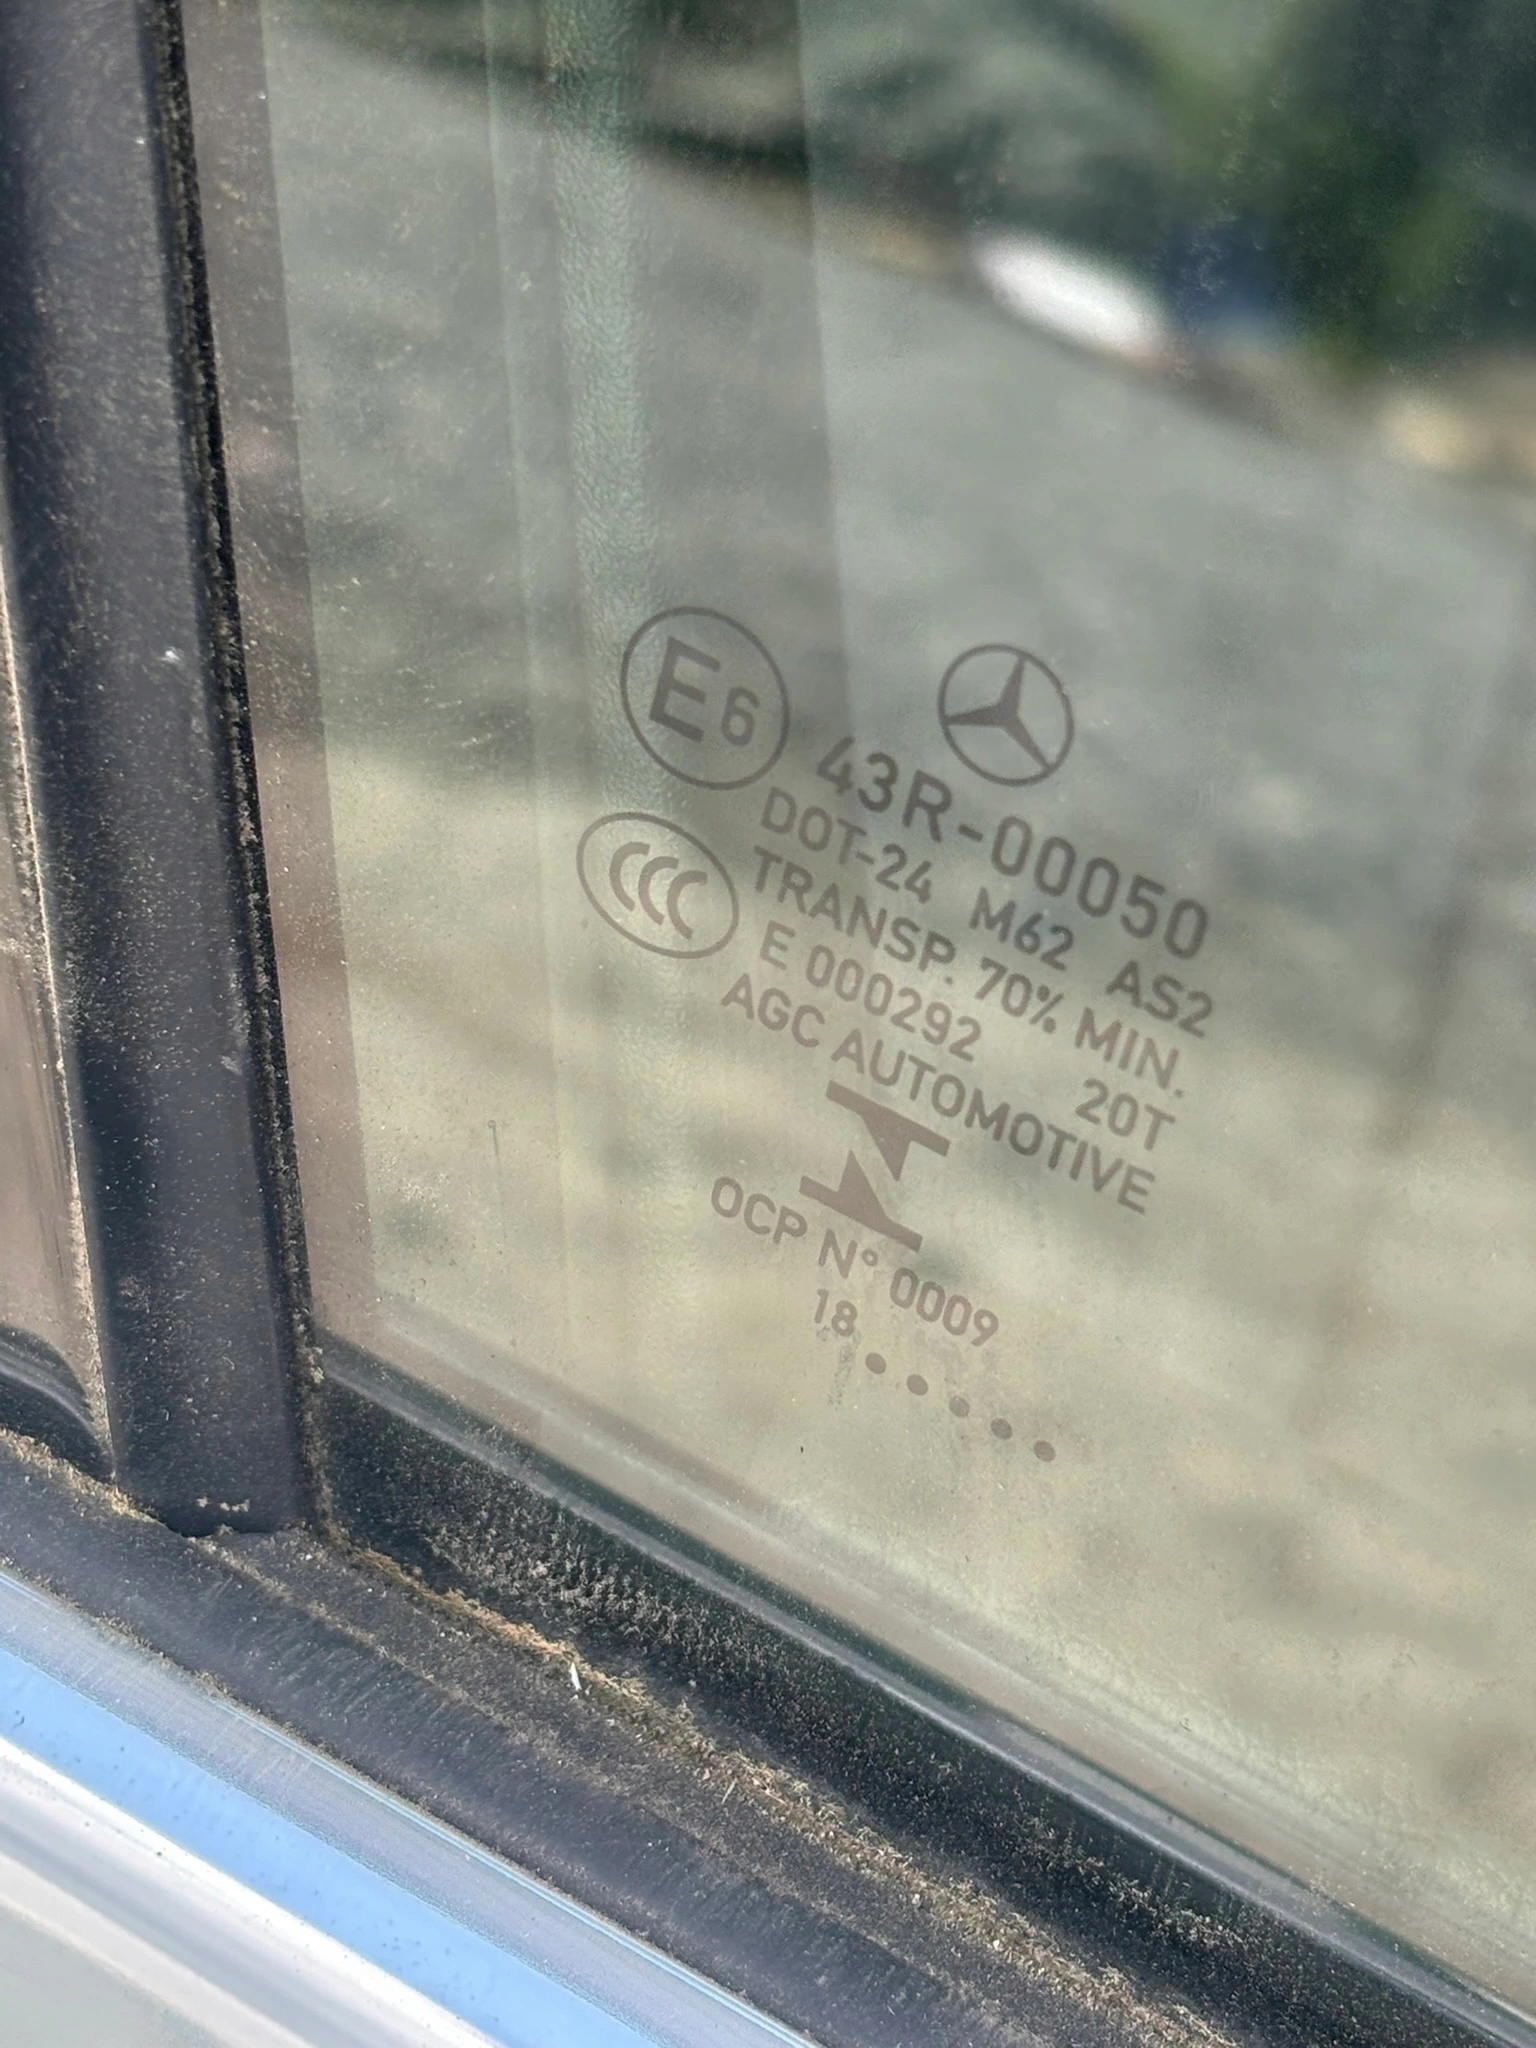 E6
43R-00050
CCC
DOT-24 M62 AS2
TRANSP. 70% MIN.
E 000292 20T
AGC AUTOMOTIVE
OCP N° 0009
18 •••••